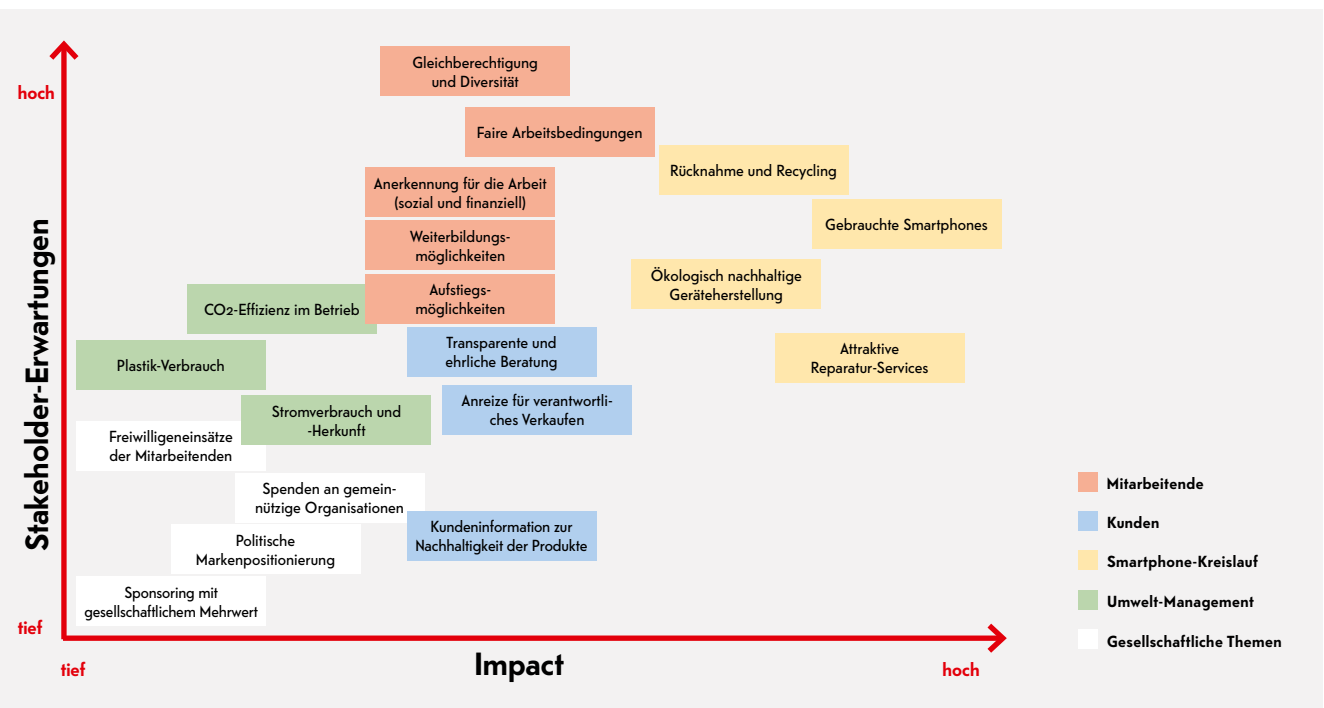 Gleichberechtigung
und Diversität
hoch
Faire Arbeitsbedingungen
Rücknahme und Recycling
Anerkennung für die Arbeit
(sozial und finanziell)
Gebrauchte Smartphones
Weiterbildungs-
möglichkeiten
Ökologisch nachhaltige
Geräteherstellung
Aufstiegs-
möglichkeiten
CO2-Effizienz im Betrieb
Transparente und
ehrliche Beratung
Attraktive
Reparatur-Services
Plastik-Verbrauch
Stakeholder-Erwartungen
Anreize für verantwortli-
ches Verkaufen
Stromverbrauch und
-Herkunft
Freiwilligeneinsätze
der Mitarbeitenden
Spenden an gemein-
nützige Organisationen
Kundeninformation zur
Nachhaltigkeit der Produkte
Politische
Markenpositionierung
Sponsoring mit
gesellschaftlichem Mehrwert
tief
tief
Impact
hoch
Mitarbeitende
Kunden
Smartphone-Kreislauf
Umwelt-Management
Gesellschaftliche Themen